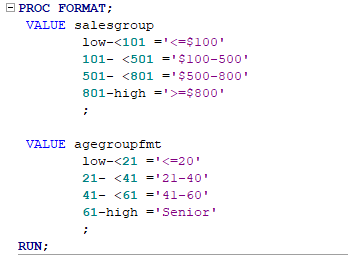 PROC FORMAT;
VALUE salesgroup
low-<101 ='<=$100'
101- <501 ='$100-500'
501- <801 ='$500-800'
801-high ='>=$800'
;
VALUE agegroupfmt
low-<21 ='<=20'
21- <41 ='21-40'
41- <61 ='41-60'
61-high ='Senior'
;
RUN;